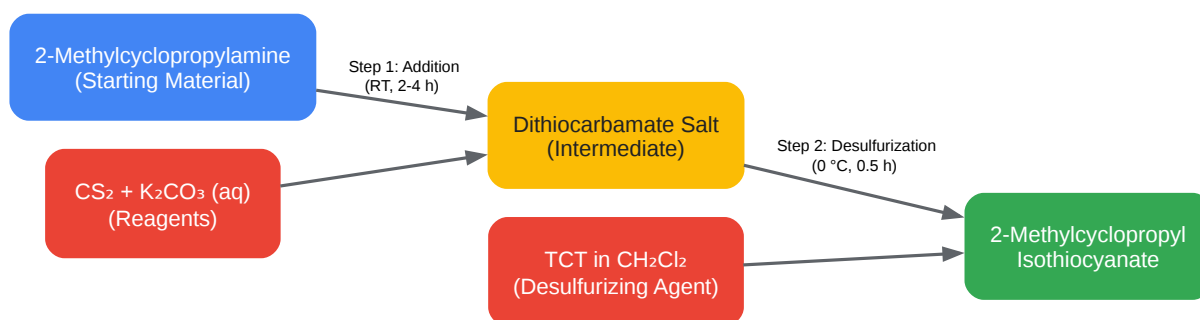 2-Methylcyclopropylamine
(Starting Material)
Step 1: Addition
(RT, 2-4 h)
CS₂ + K₂CO₃ (aq)
(Reagents)
Dithiocarbamate Salt
(Intermediate)
Step 2: Desulfurization
(0 °C, 0.5 h)
TCT in CH₂Cl₂
(Desulfurizing Agent)
2-Methylcyclopropyl
Isothiocyanate